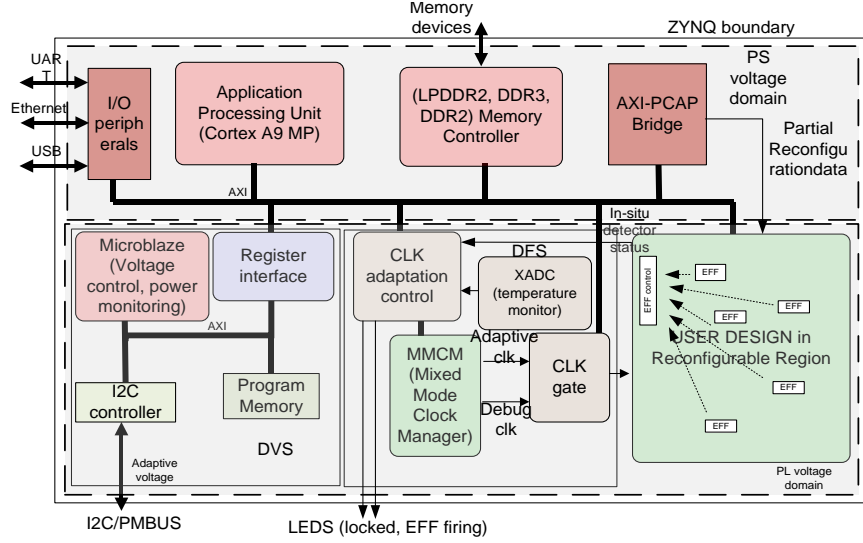 Memory
devices
ZYNQ boundary
UAR
T
Ethernet
USB
I/O
periph
erals
Application
Processing Unit
(Cortex A9 MP)
(LPDDR2, DDR3,
DDR2) Memory
Controller
AXI-PCAP
Bridge
PS
voltage
domain
Partial
Reconfigu
rationdata
AXI
In-situ
detector
status
Microblaze
(Voltage
control, power
monitoring)
Register
interface
CLK
adaptation
control
DFS
XADC
(temperature
monitor)
EFF control
EFF
EFF
EFF
EFF
EFF
USER DESIGN in
Reconfigurable
Region
AXI
Adaptive
clk
MMCM
(Mixed
Mode
Clock
Manager)
CLK
gate
Debug
clk
I2C
controller
Program
Memory
DVS
Adaptive
voltage
PL voltage
domain
I2C/PMBUS
LEDS (locked, EFF firing)